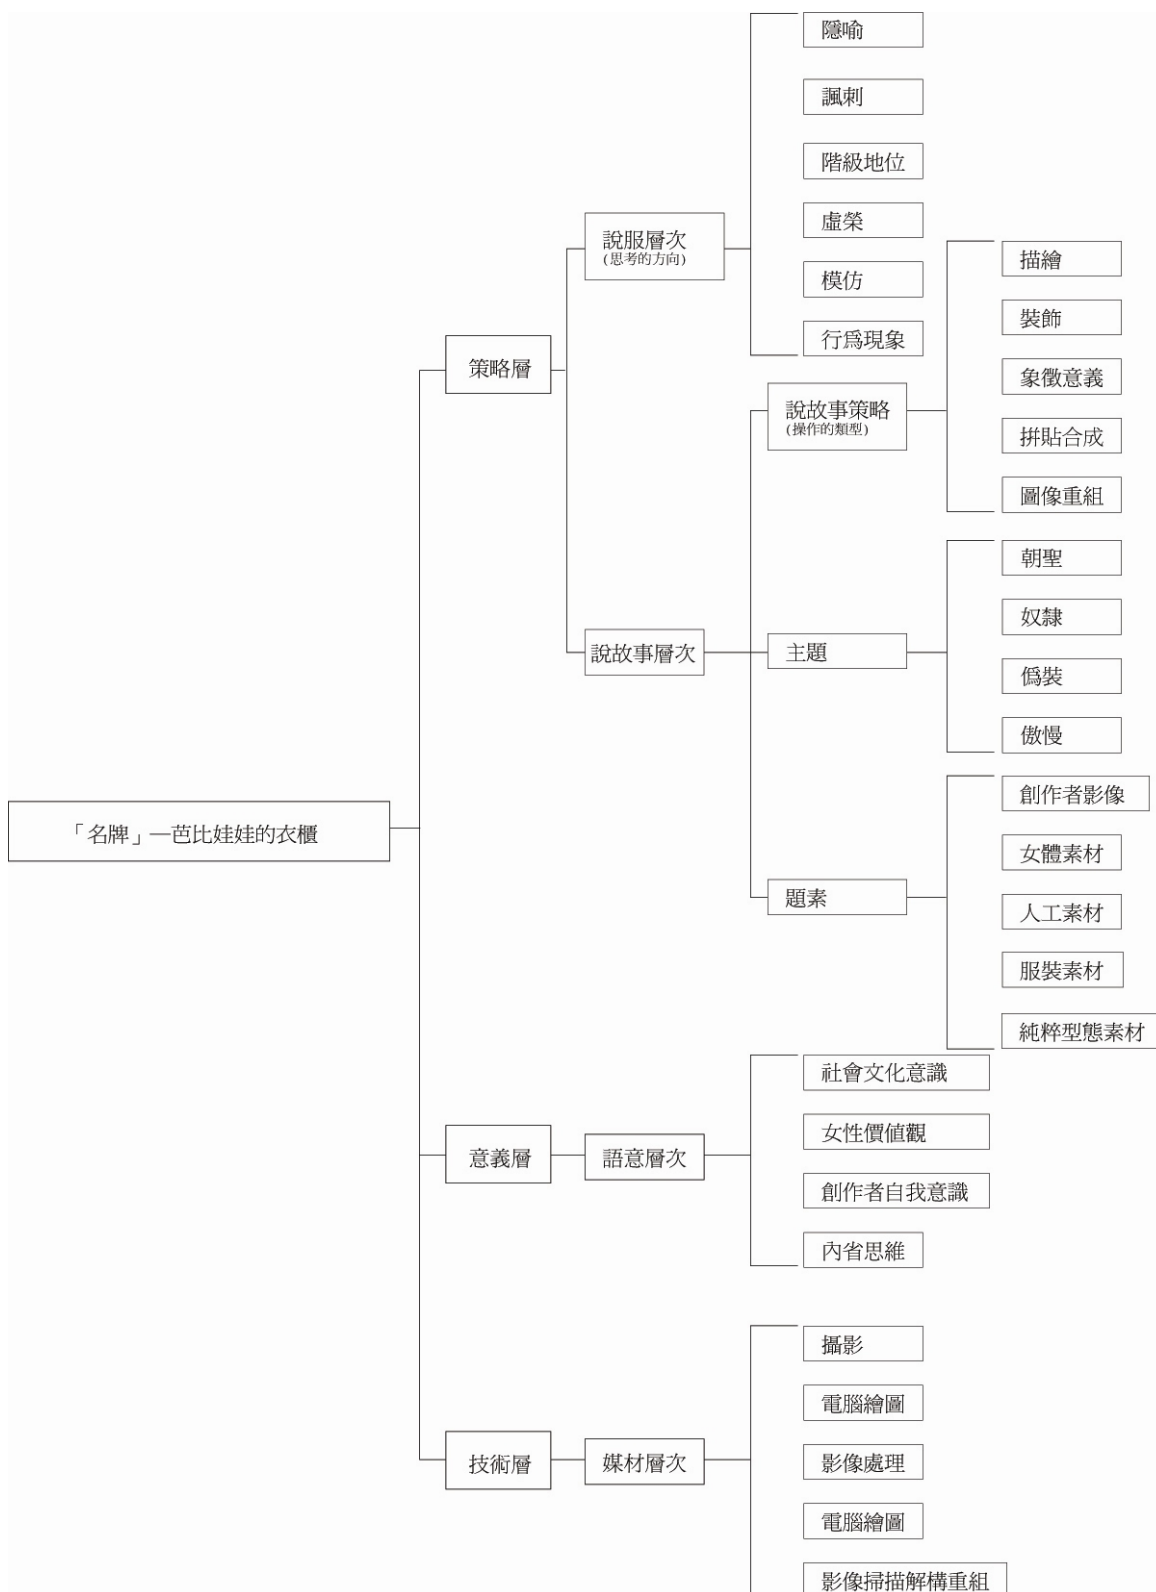 「名牌」—芭比娃娃的衣櫃
策略層
說服層次
(思考的方向)
隱喻
諷刺
階級地位
虛榮
模仿
行爲現象
說故事層次
說故事策略
(操作的類型)
描繪
裝飾
象徵意義
拼貼合成
圖像重組
主題
朝聖
奴隸
僞裝
傲慢
題素
創作者影像
女體素材
人工素材
服裝素材
純粹型態素材
意義層
語意層次
社會文化意識
女性價值觀
創作者自我意識
內省思維
技術層
媒材層次
攝影
電腦繪圖
影像處理
電腦繪圖
影像掃描解構重組